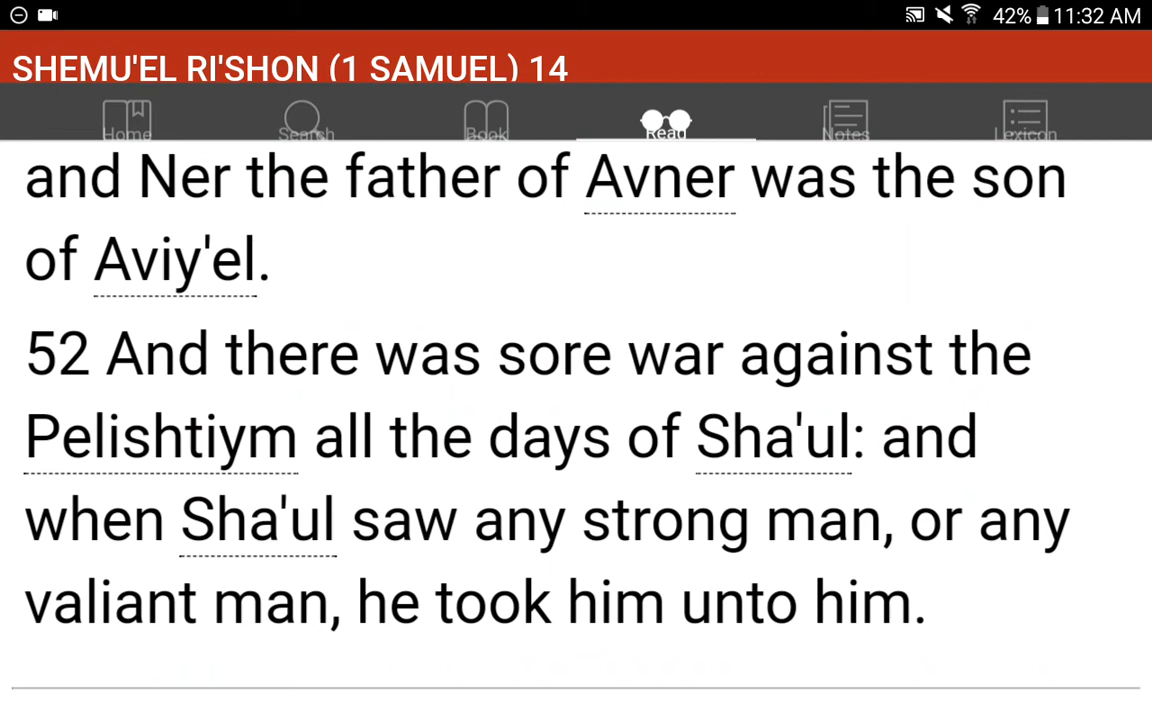 42% 11:32 AM
SHEMU'EL RI'SHON (1 SAMUEL) 14
Home Search Book Read Notes Lexicon
and Ner the father of Avner was the son
of Aviy'el.
52 And there was sore war against the
Pelishtiym all the days of Sha'ul: and
when Sha'ul saw any strong man, or any
valiant man, he took him unto him.